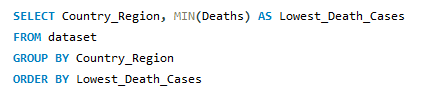 SELECT Country_Region, MIN(Deaths) AS Lowest_Death_Cases
FROM dataset
GROUP BY Country_Region
ORDER BY Lowest_Death_Cases